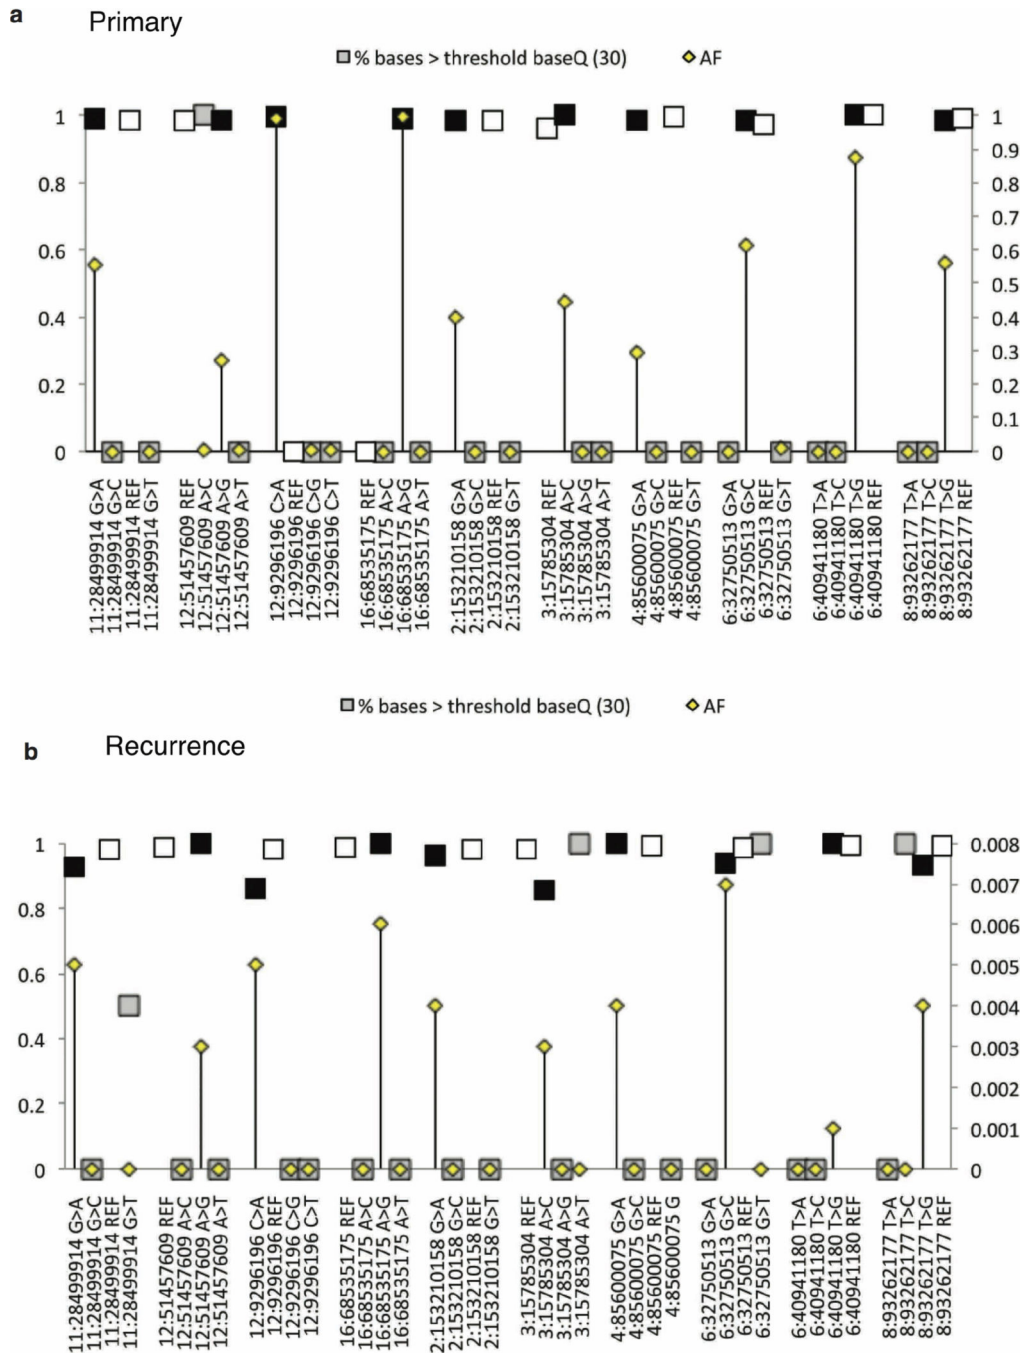 a
Primary
% bases > threshold baseQ (30) AF
1 1
0.9
0.8 0.8
0.7
0.6 0.6
0.5
0.4 0.4
0.3
0.2 0.2
0.1
0 0
11:28499914 G>A
11:28499914 G>C
11:28499914 REF
11:28499914 G>T
12:51457609 REF
12:51457609 A>C
12:51457609 A>G
12:51457609 A>T
12:9296196 C>A
12:9296196 REF
12:9296196 C>G
12:9296196 C>T
16:68535175 REF
16:68535175 A>C
16:68535175 A>G
16:68535175 A>T
2:153210158 G>A
2:153210158 G>C
2:153210158 REF
2:153210158 G>T
3:15785304 REF
3:15785304 A>C
3:15785304 A>G
3:15785304 A>T
4:85600075 G>A
4:85600075 G>C
4:85600075 REF
4:85600075 G>T
6:32750513 G>A
6:32750513 G>C
6:32750513 REF
6:32750513 G>T
6:40941180 T>A
6:40941180 T>C
6:40941180 T>G
6:40941180 REF
8:93262177 T>A
8:93262177 T>C
8:93262177 T>G
8:93262177 REF
% bases > threshold baseQ (30) AF
b
Recurrence
1 0.008
0.007
0.8
0.006
0.6 0.005
0.004
0.4
0.003
0.002
0.2
0.001
0 0
11:28499914 G>A
11:28499914 G>C
11:28499914 REF
11:28499914 G>T
12:51457609 REF
12:51457609 A>C
12:51457609 A>G
12:51457609 A>T
12:9296196 C>A
12:9296196 REF
12:9296196 C>G
12:9296196 C>T
16:68535175 REF
16:68535175 A>C
16:68535175 A>G
16:68535175 A>T
2:153210158 G>A
2:153210158 G>C
2:153210158 REF
2:153210158 G>T
3:15785304 REF
3:15785304 A>C
3:15785304 A>G
3:15785304 A>T
4:85600075 G>A
4:85600075 G>C
4:85600075 REF
4:85600075 G
6:32750513 G>A
6:32750513 G>C
6:32750513 REF
6:32750513 G>T
6:40941180 T>A
6:40941180 T>C
6:40941180 T>G
6:40941180 REF
8:93262177 T>A
8:93262177 T>C
8:93262177 T>G
8:93262177 REF